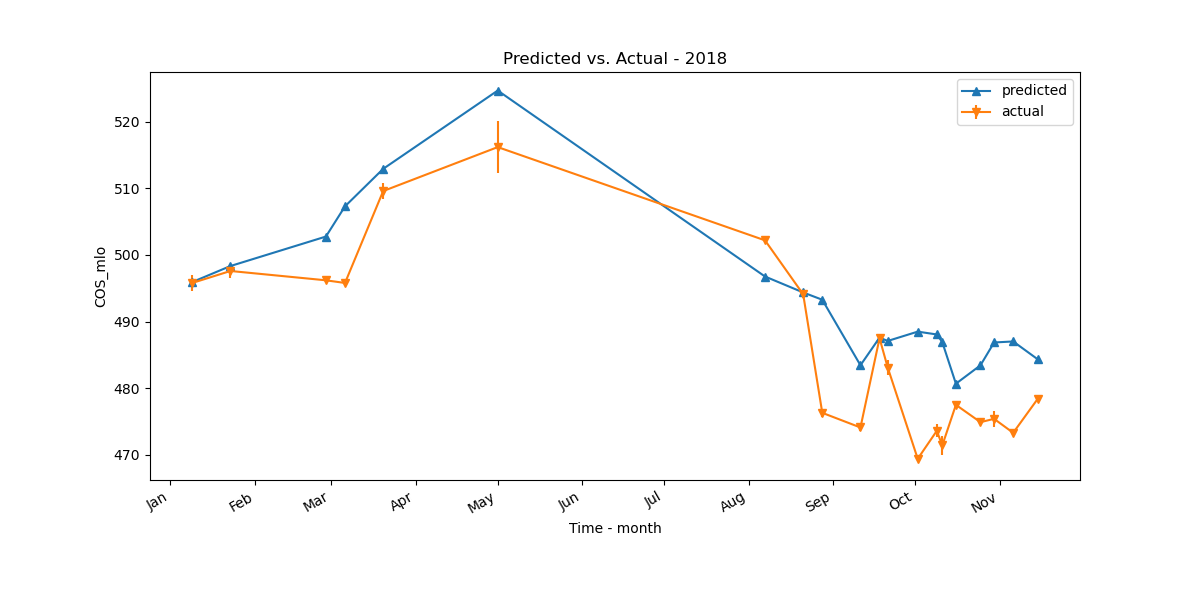 Predicted vs. Actual - 2018
predicted
actual
520
510
500
490
480
470
COS_mlo
Jan
Feb
Mar
Apr
May
Jun
Jul
Aug
Sep
Oct
Nov
Time - month